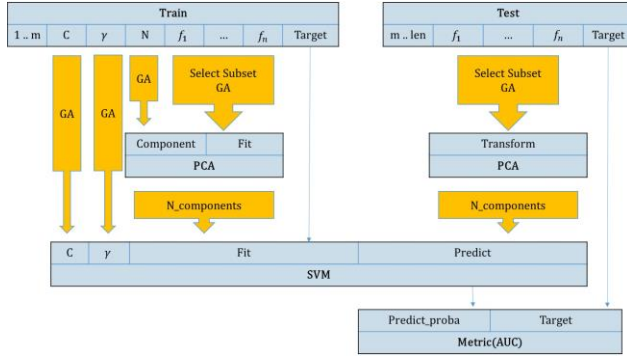 Train
1 .. m C γ N f₁ ... fₙ Target
Test
m .. len f₁ ... fₙ Target
GA
GA
GA
Select Subset
GA
Select Subset
GA
Component Fit
PCA
Transform
PCA
N_components
N_components
C γ Fit Predict
SVM
Predict_proba Target
Metric(AUC)